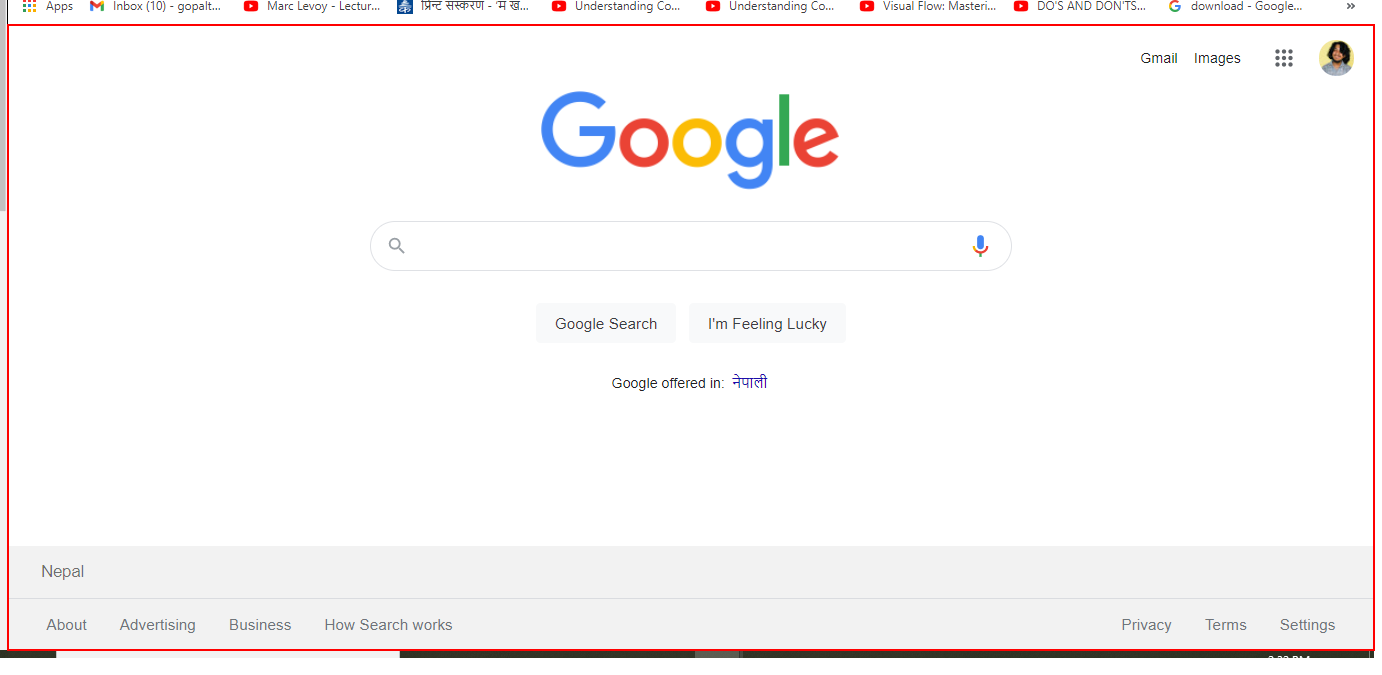 Apps Inbox (10) - gopalt... Marc Levoy - Lectur... प्रिन्ट संस्करण - 'म ख... Understanding Co... Understanding Co... Visual Flow: Masteri... DO'S AND DON'TS... download - Google... »
Gmail Images
Google
Google Search I'm Feeling Lucky
Google offered in: नेपाली
Nepal
About Advertising Business How Search works Privacy Terms Settings